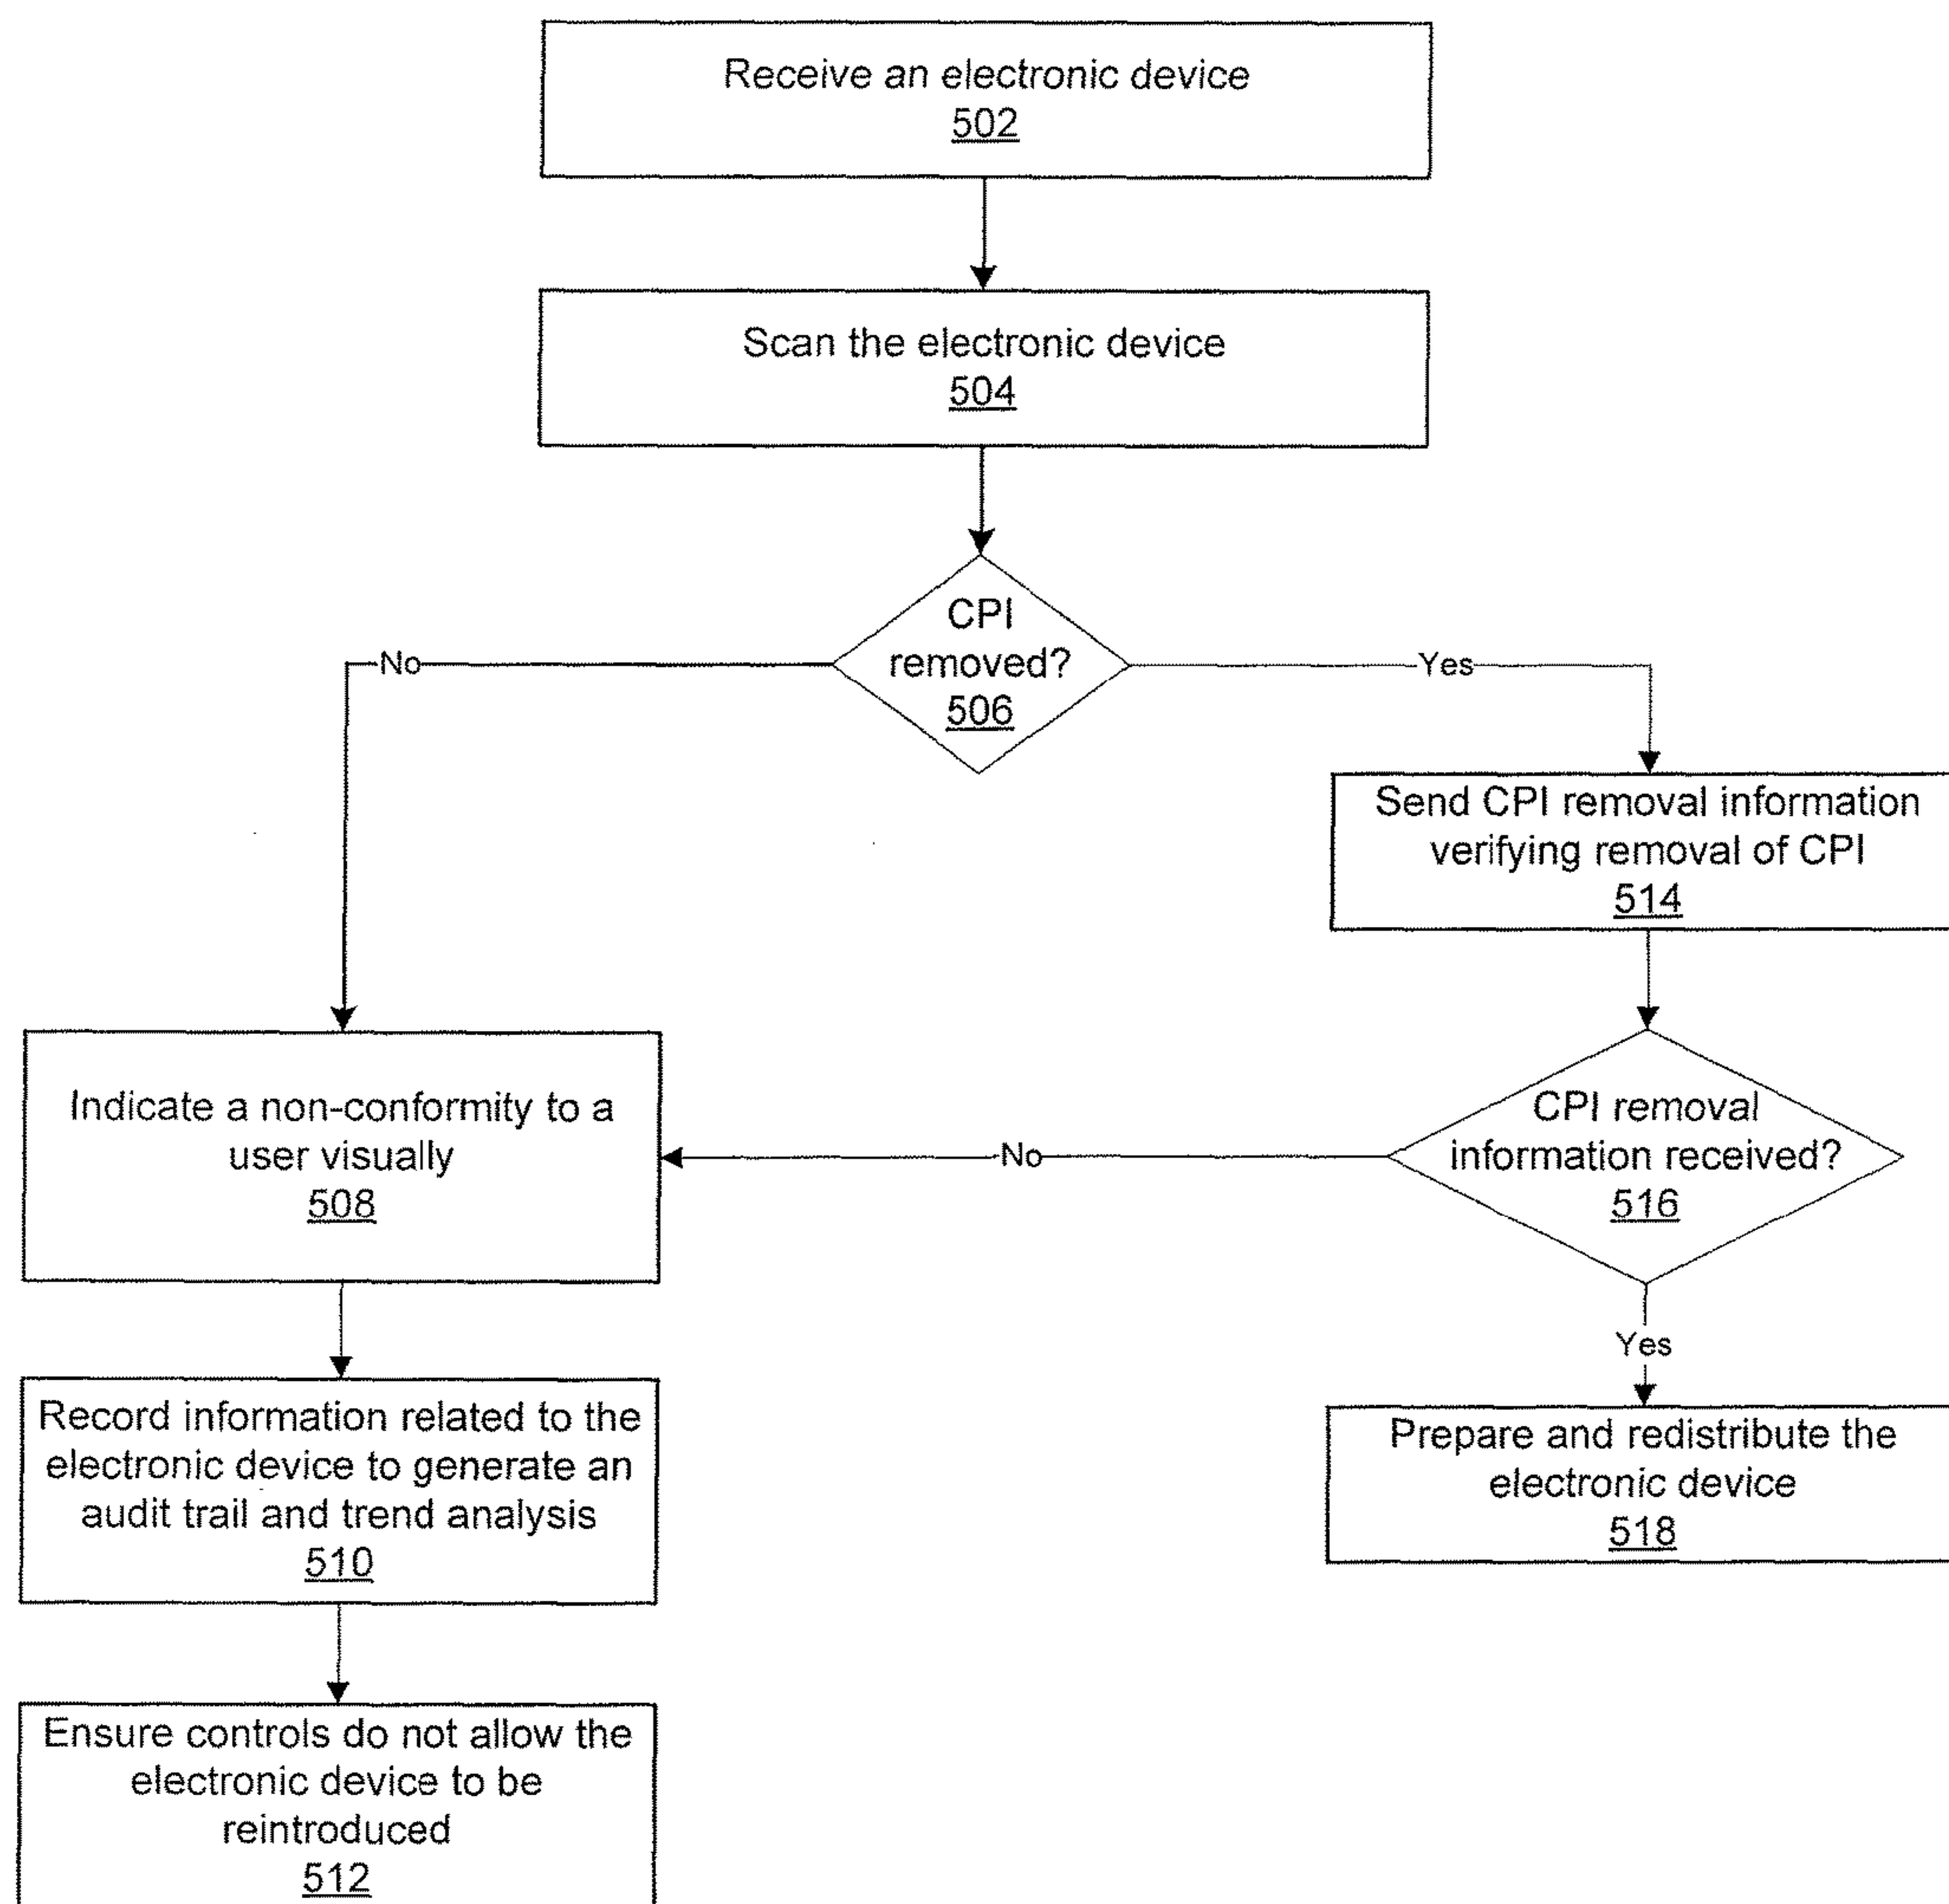 Receive an electronic device
502
Scan the electronic device
504
CPI
removed?
506
No
Yes
Send CPI removal information
verifying removal of CPI
514
Indicate a non-conformity to a
user visually
508
No
CPI removal
information received?
516
Yes
Record information related to the
electronic device to generate an
audit trail and trend analysis
510
Prepare and redistribute the
electronic device
518
Ensure controls do not allow the
electronic device to be
reintroduced
512